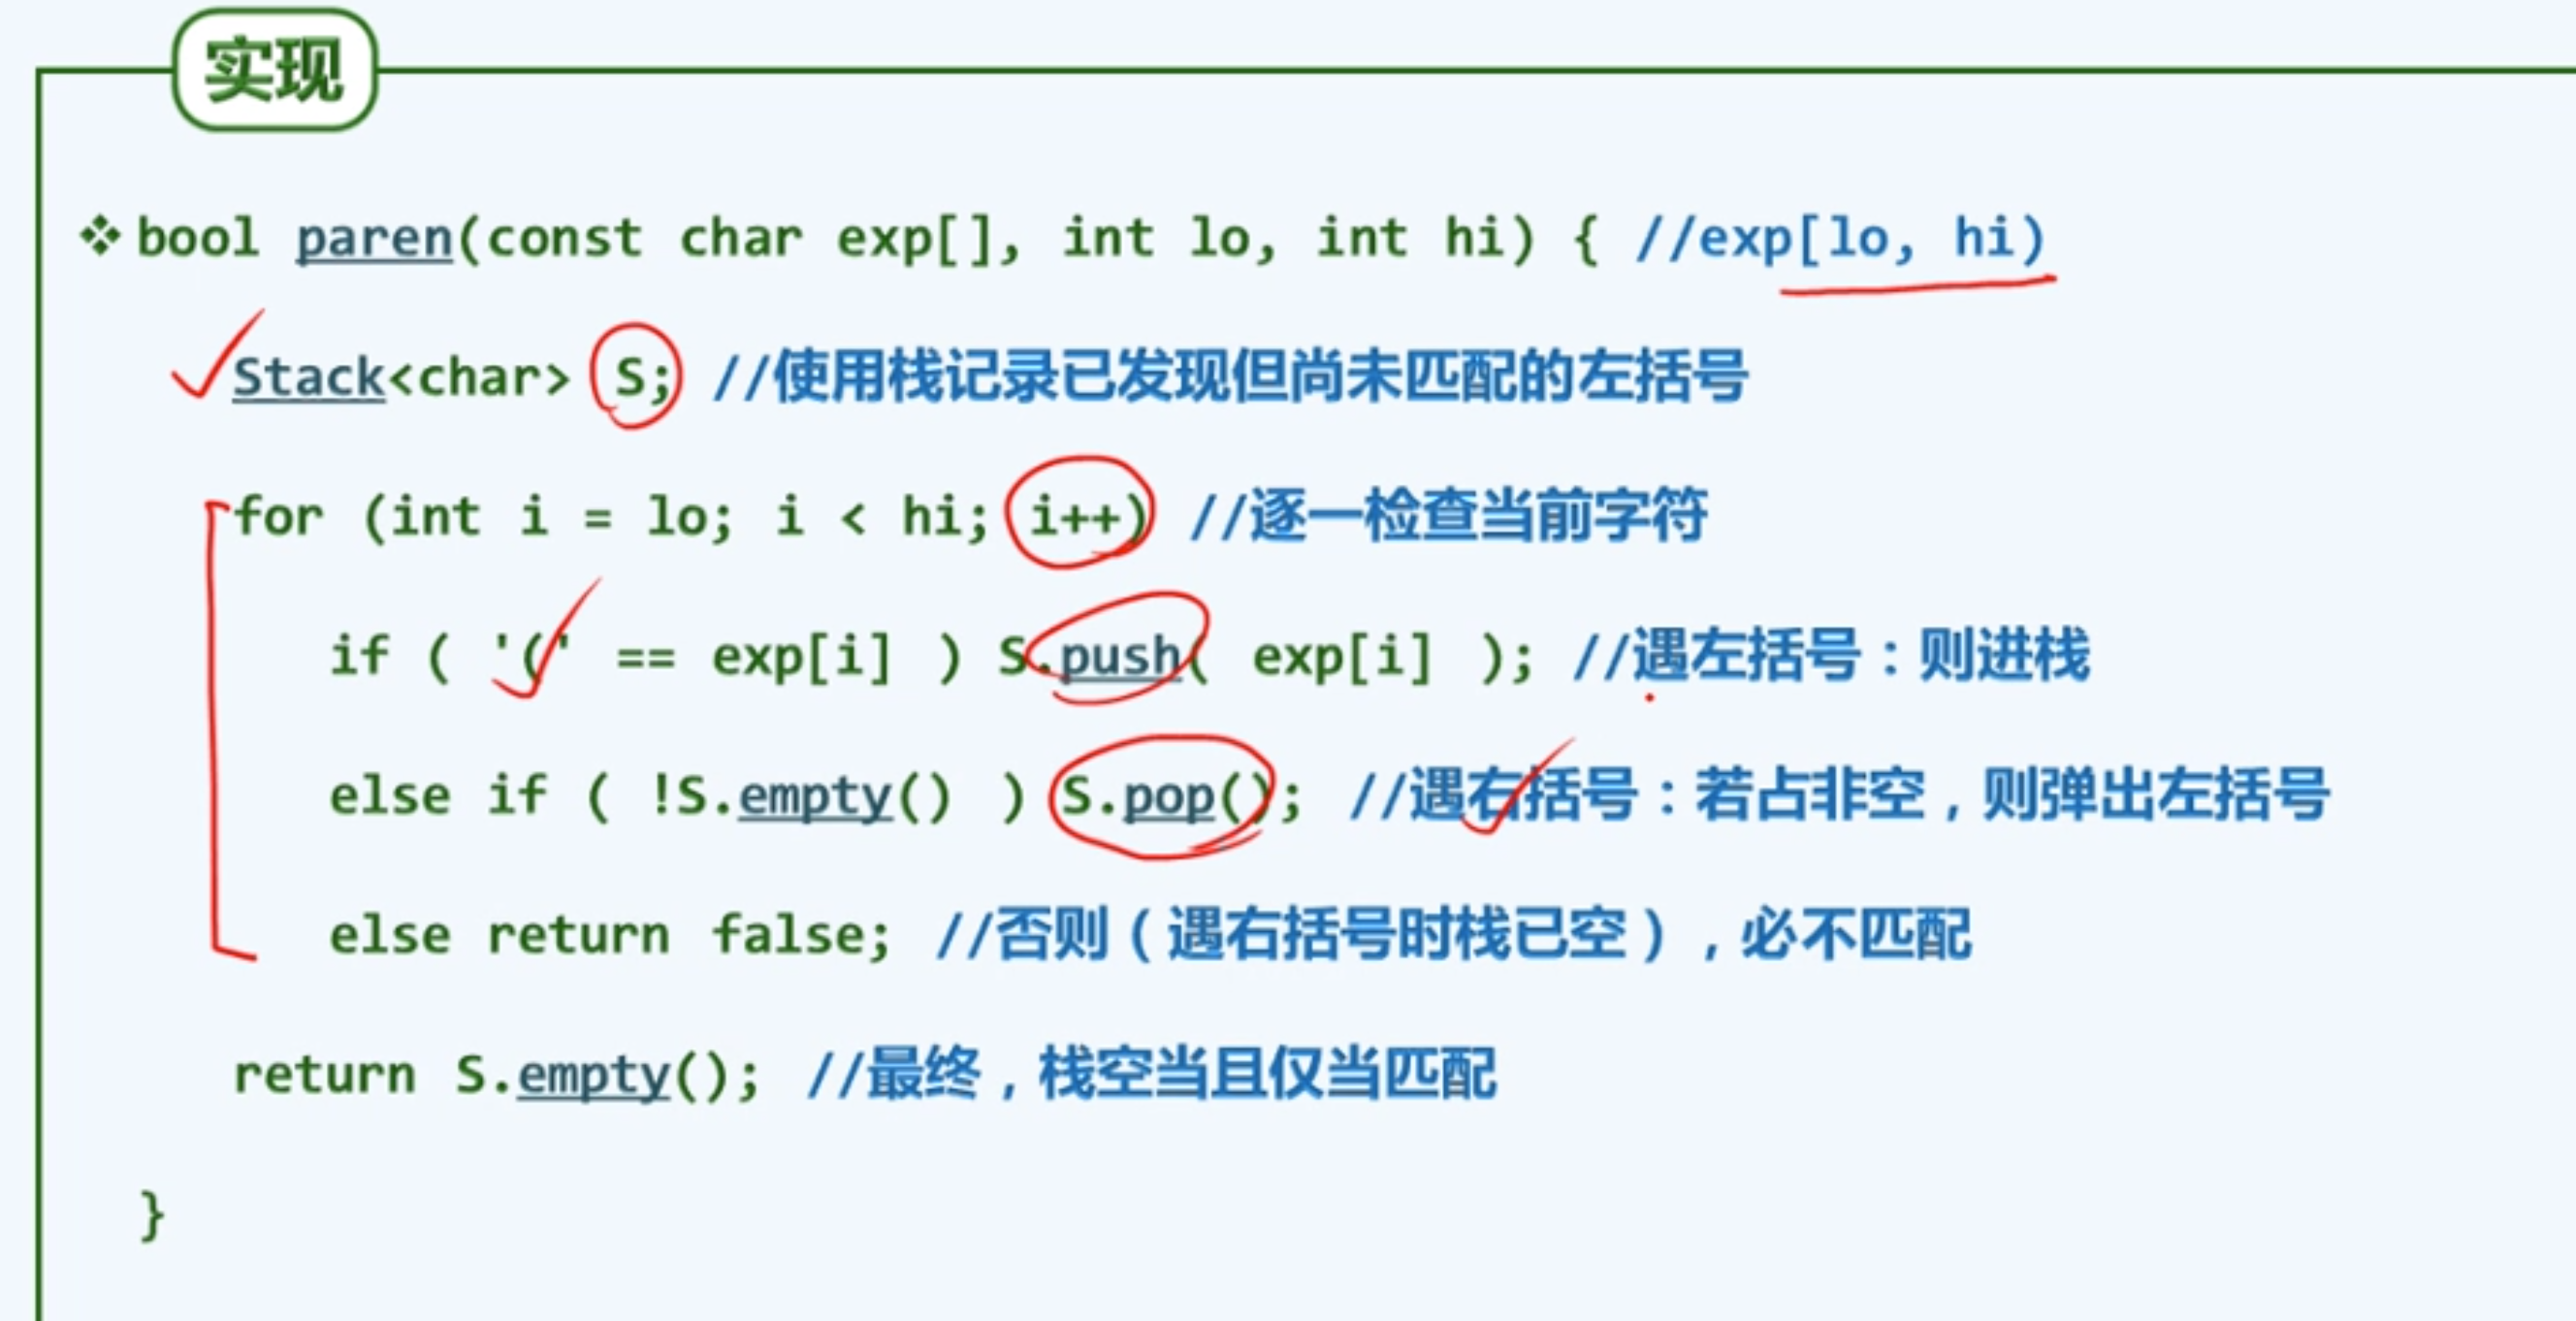 实现
❖bool paren(const char exp[], int lo, int hi) { //exp[lo, hi)
Stack<char> S; //使用栈记录已发现但尚未匹配的左括号
for (int i = lo; i < hi; i++) //逐一检查当前字符
if ( '(' == exp[i] ) S.push( exp[i] ); //遇左括号：则进栈
else if ( !S.empty() ) S.pop(); //遇右括号：若占非空，则弹出左括号
else return false; //否则（遇右括号时栈已空），必不匹配
return S.empty(); //最终，栈空当且仅当匹配
}